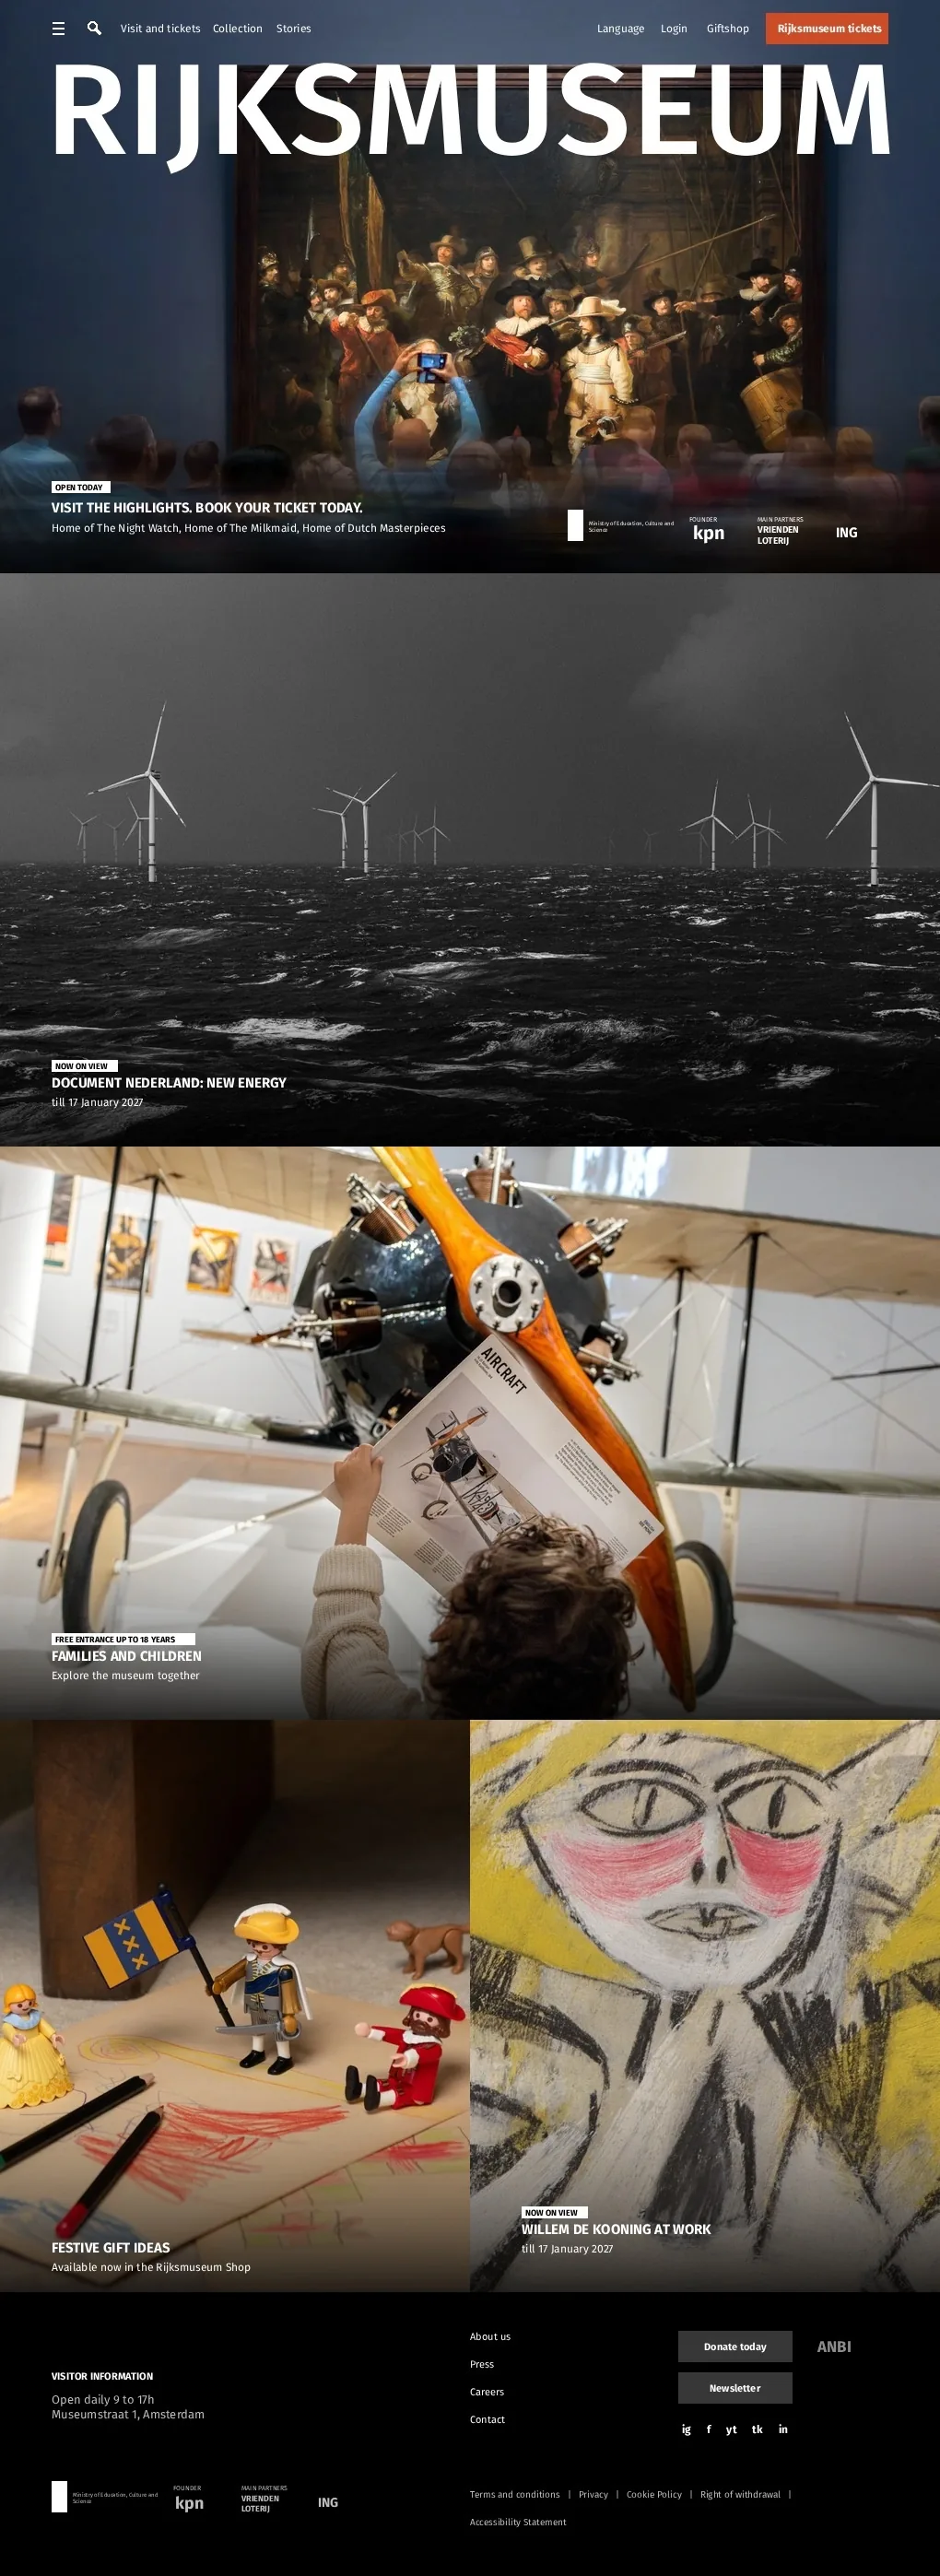 Visit and tickets Collection Stories Language Login Giftshop Rijksmuseum tickets
RIJKSMUSEUM
OPEN TODAY
VISIT THE HIGHLIGHTS. BOOK YOUR TICKET TODAY.
Home of The Night Watch, Home of The Milkmaid, Home of Dutch Masterpieces
Ministry of Education, Culture and
Science
FOUNDER
kpn
MAIN PARTNERS
VRIENDEN
LOTERIJ
ING
NOW ON VIEW
DOCUMENT NEDERLAND: NEW ENERGY
till 17 January 2027
AIRCRAFT
FREE ENTRANCE UP TO 18 YEARS
FAMILIES AND CHILDREN
Explore the museum together
FESTIVE GIFT IDEAS
Available now in the Rijksmuseum Shop
NOW ON VIEW
WILLEM DE KOONING AT WORK
till 17 January 2027
VISITOR INFORMATION
Open daily 9 to 17h
Museumstraat 1, Amsterdam
About us
Press
Careers
Contact
Donate today
Newsletter
ANBI
ig f yt tk in
Ministry of Education, Culture and
Science
FOUNDER
kpn
MAIN PARTNERS
VRIENDEN
LOTERIJ
ING
Terms and conditions | Privacy | Cookie Policy | Right of withdrawal |
Accessibility Statement